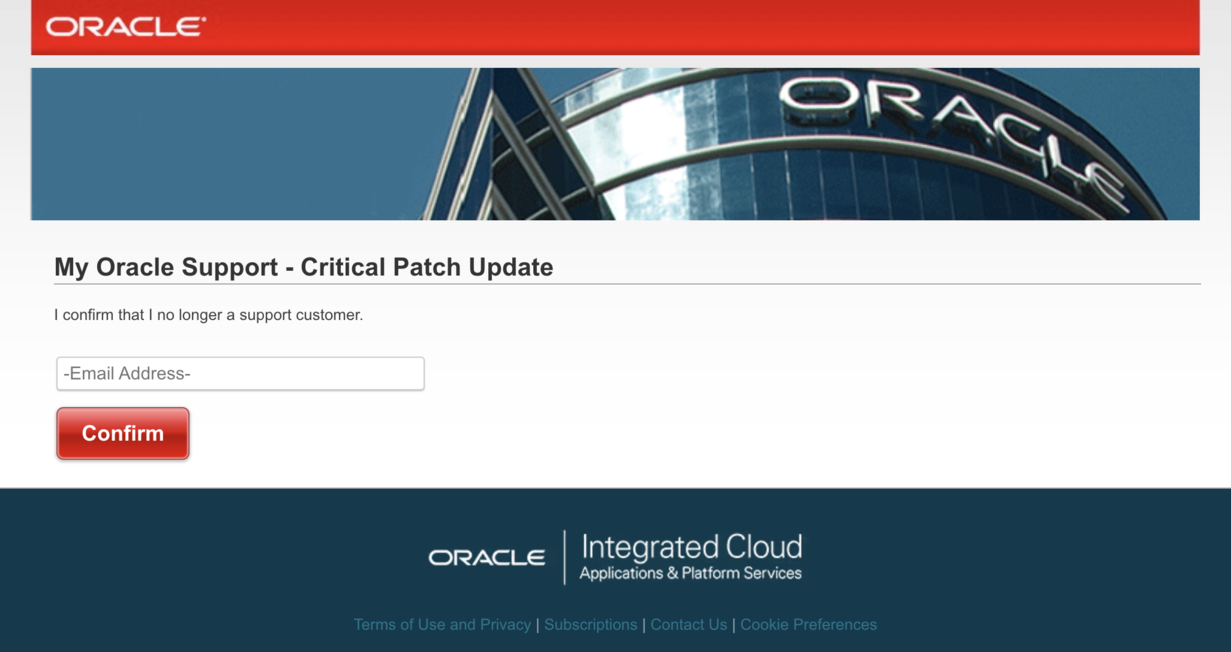 ORACLE
ORACLE
My Oracle Support - Critical Patch Update
I confirm that I no longer a support customer.
-Email Address-
Confirm
ORACLE | Integrated Cloud
Applications & Platform Services
Terms of Use and Privacy | Subscriptions | Contact Us | Cookie Preferences